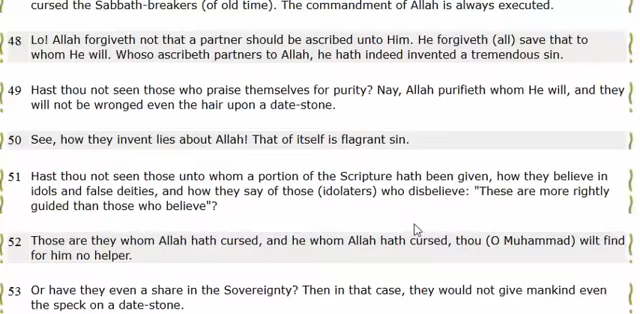 cursed the Sabbath-breakers (of old time). The commandment of Allah is always executed.
48 Lo! Allah forgiveth not that a partner should be ascribed unto Him. He forgiveth (all) save that to
whom He will. Whoso ascribeth partners to Allah, he hath indeed invented a tremendous sin.
49 Hast thou not seen those who praise themselves for purity? Nay, Allah purifieth whom He will, and they
will not be wronged even the hair upon a date-stone.
50 See, how they invent lies about Allah! That of itself is flagrant sin.
51 Hast thou not seen those unto whom a portion of the Scripture hath been given, how they believe in
idols and false deities, and how they say of those (idolaters) who disbelieve: "These are more rightly
guided than those who believe"?
52 Those are they whom Allah hath cursed, and he whom Allah hath cursed, thou (O Muhammad) wilt find
for him no helper.
53 Or have they even a share in the Sovereignty? Then in that case, they would not give mankind even
the speck on a date-stone.